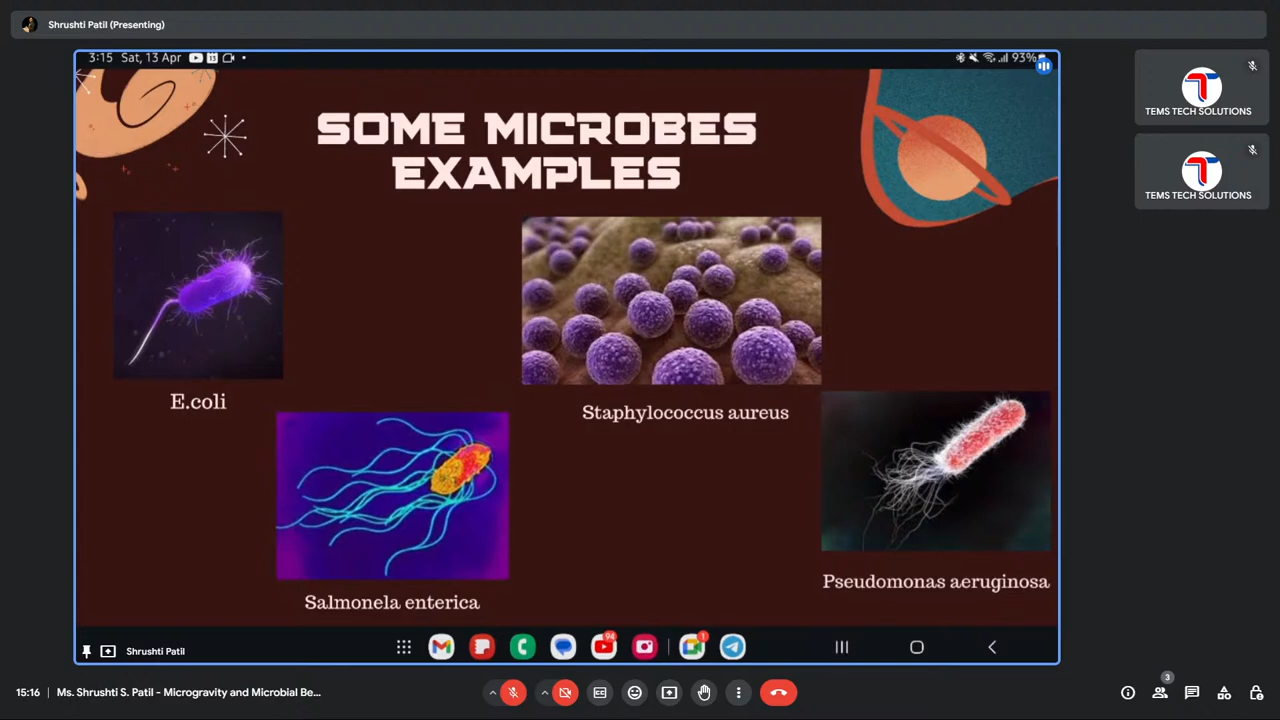 Shrushti Patil (Presenting)
3:15 Sat, 13 Apr
93%
SOME MICROBES
EXAMPLES
E.coli
Staphylococcus aureus
Salmonela enterica
Pseudomonas aeruginosa
TEMS TECH SOLUTIONS
TEMS TECH SOLUTIONS
94
1
Shrushti Patil
15:16 | Ms. Shrushti S. Patil - Microgravity and Microbial Be...
3